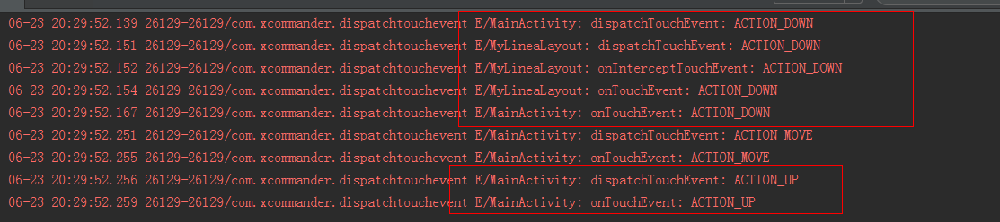 06-23 20:29:52.139 26129-26129/com.xcommander.dispatchtouchevent E/MainActivity: dispatchTouchEvent: ACTION_DOWN
06-23 20:29:52.151 26129-26129/com.xcommander.dispatchtouchevent E/MyLineaLayout: dispatchTouchEvent: ACTION_DOWN
06-23 20:29:52.152 26129-26129/com.xcommander.dispatchtouchevent E/MyLineaLayout: onInterceptTouchEvent: ACTION_DOWN
06-23 20:29:52.154 26129-26129/com.xcommander.dispatchtouchevent E/MyLineaLayout: onTouchEvent: ACTION_DOWN
06-23 20:29:52.167 26129-26129/com.xcommander.dispatchtouchevent E/MainActivity: onTouchEvent: ACTION_DOWN
06-23 20:29:52.251 26129-26129/com.xcommander.dispatchtouchevent E/MainActivity: dispatchTouchEvent: ACTION_MOVE
06-23 20:29:52.255 26129-26129/com.xcommander.dispatchtouchevent E/MainActivity: onTouchEvent: ACTION_MOVE
06-23 20:29:52.256 26129-26129/com.xcommander.dispatchtouchevent E/MainActivity: dispatchTouchEvent: ACTION_UP
06-23 20:29:52.259 26129-26129/com.xcommander.dispatchtouchevent E/MainActivity: onTouchEvent: ACTION_UP